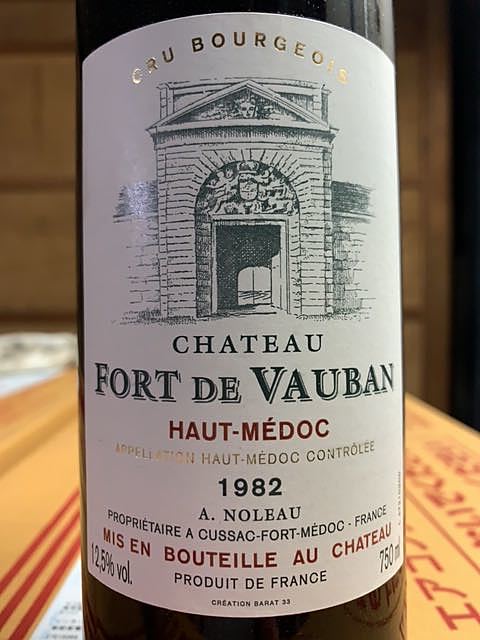 CRU BOURGEOIS
CHATEAU
FORT DE VAUBAN
HAUT-MÉDOC
APPELLATION HAUT-MÉDOC CONTRÔLÉE
1982
A. NOLEAU
PROPRIÉTAIRE A CUSSAC-FORT-MÉDOC - FRANCE
MIS EN BOUTEILLE AU CHATEAU
12,5% vol.
750 ml
PRODUIT DE FRANCE
CRÉATION BARAT 33